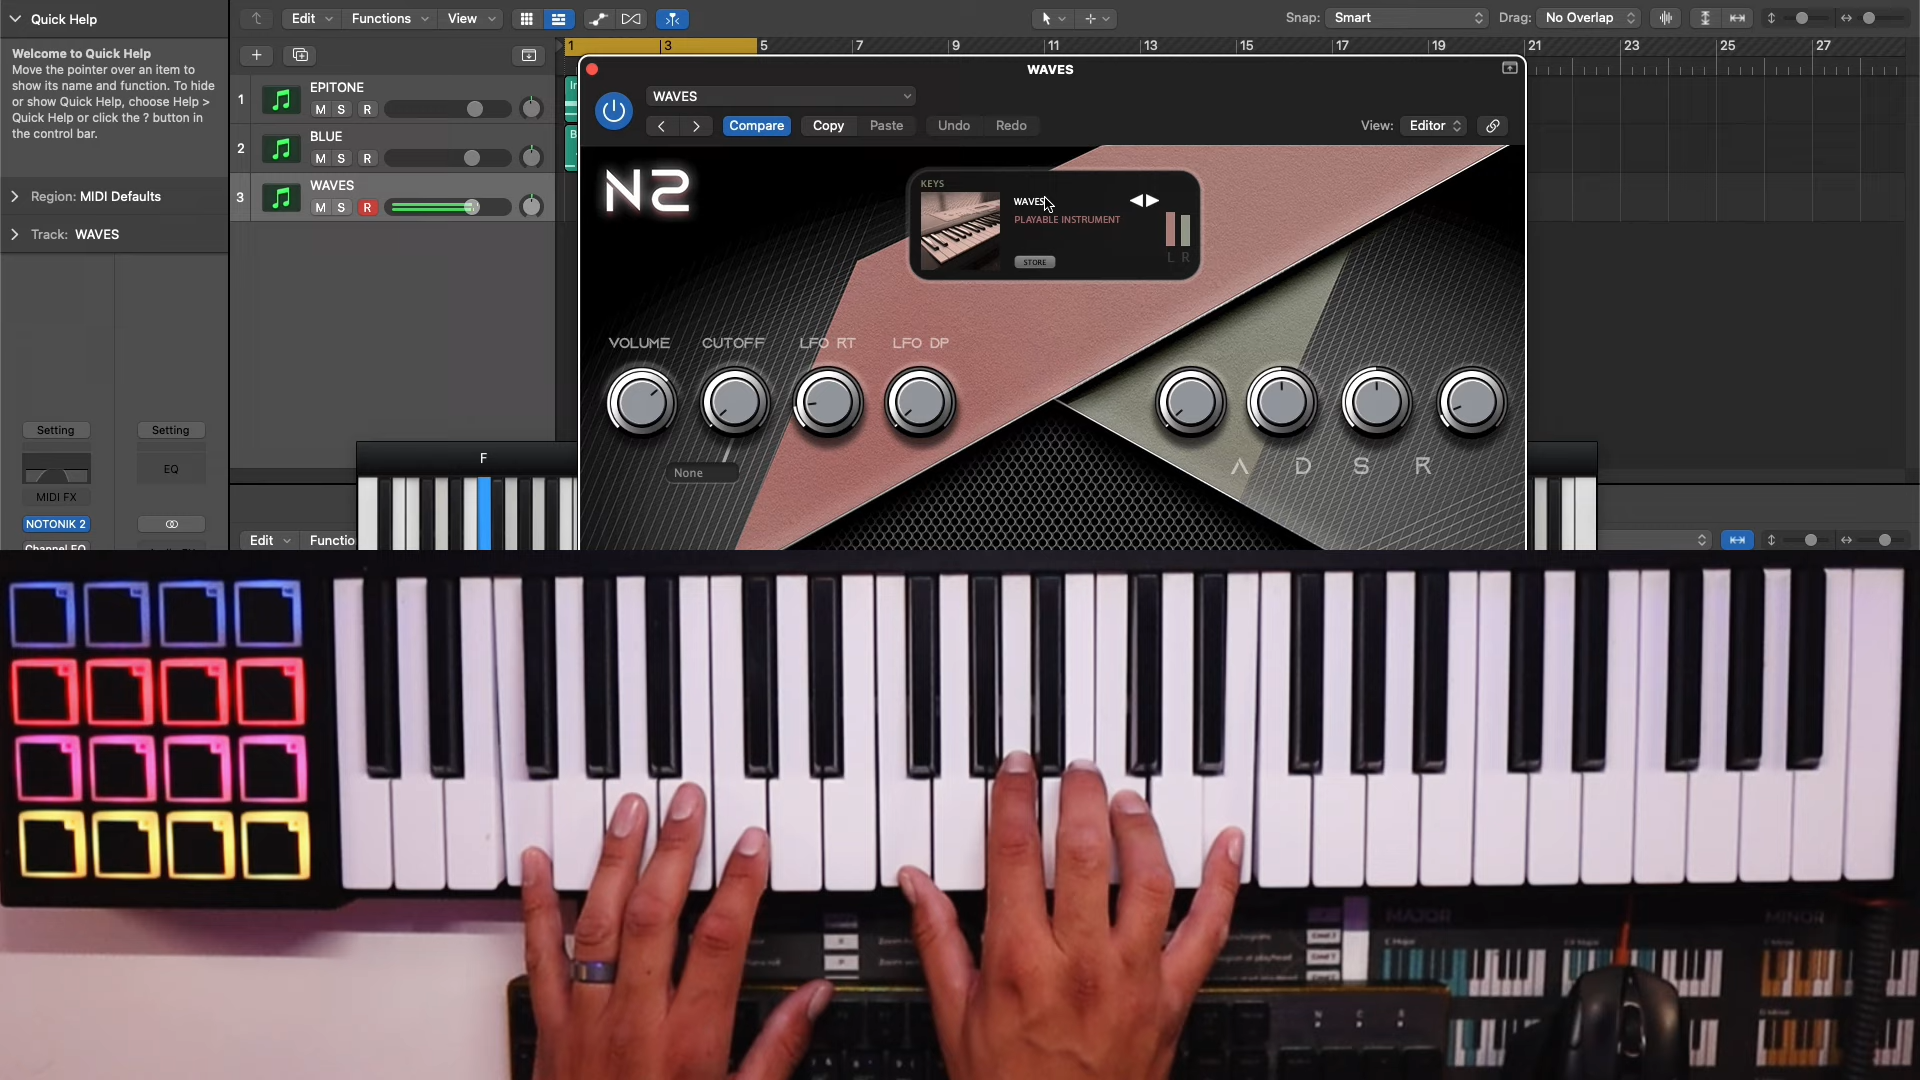 Quick Help
Edit
Functions
View
Snap: Smart
Drag: No Overlap
Welcome to Quick Help
Move the pointer over an item to
show its name and function. To hide
or show Quick Help, choose Help >
Quick Help or click the ? button in
the control bar.
1 3 5 7 9 11 13 15 17 19 21 23 25 27
1 EPITONE
M S R
2 BLUE
M S R
3 WAVES
M S R
Region: MIDI Defaults
Track: WAVES
WAVES
WAVES
Compare
Copy
Paste
Undo
Redo
View: Editor
N2
KEYS
WAVES
PLAYABLE INSTRUMENT
STORE
L R
VOLUME CUTOFF LFO RT LFO DP
None
A D S R
Setting
Setting
EQ
MIDI FX
NOTONIK 2
Channel EQ
F
Edit
Functio
MAJOR
MINOR
C Major